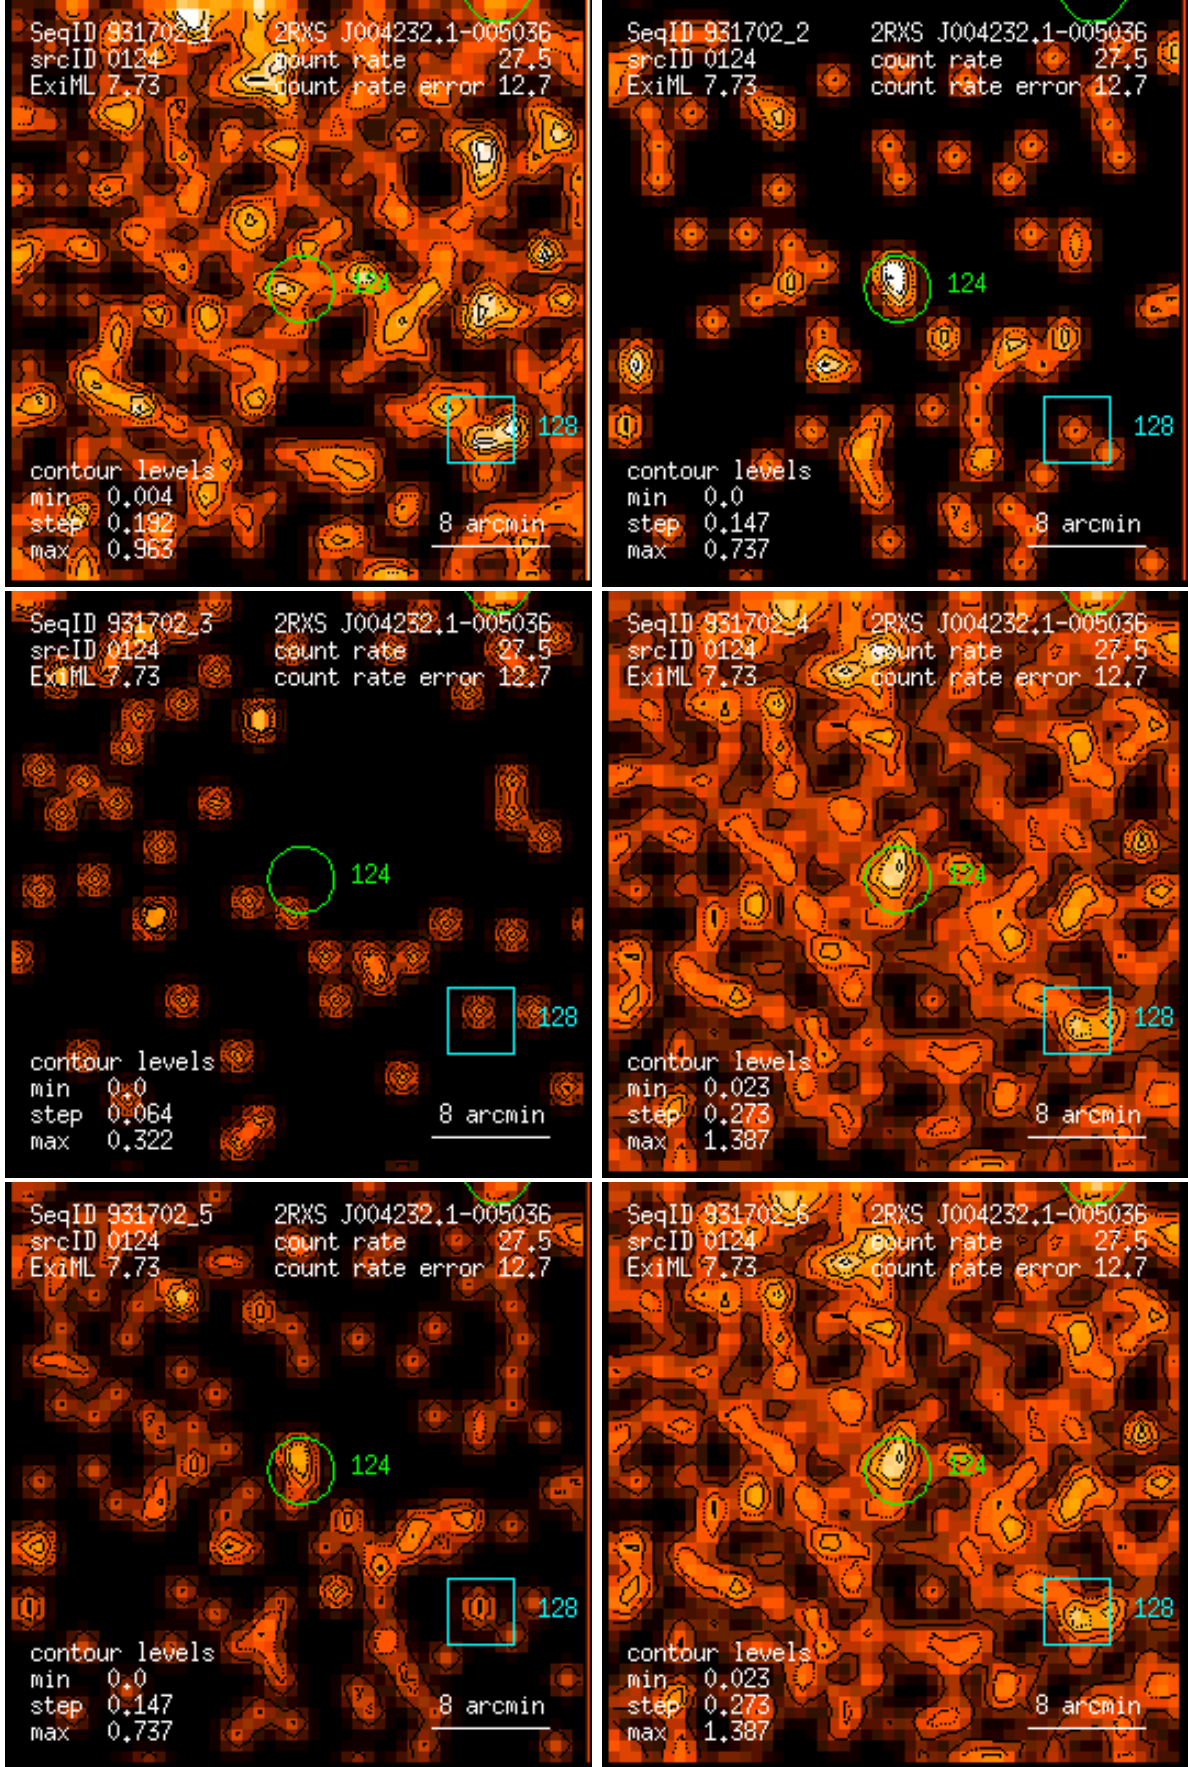 SeqID 931702_1 2RXS J004232.1-005036
srcID 0124 count rate 27.5
ExiML 7.73 count rate error 12.7
124
128
contour levels
min 0.004
step 0.192 8 arcmin
max 0.963
SeqID 931702_2 2RXS J004232.1-005036
srcID 0124 count rate 27.5
ExiML 7.73 count rate error 12.7
124
128
contour levels
min 0.0
step 0.147 8 arcmin
max 0.737
SeqID 931702_3 2RXS J004232.1-005036
srcID 0124 count rate 27.5
ExiML 7.73 count rate error 12.7
124
128
contour levels
min 0.0
step 0.064 8 arcmin
max 0.322
SeqID 931702_4 2RXS J004232.1-005036
srcID 0124 count rate 27.5
ExiML 7.73 count rate error 12.7
124
128
contour levels
min 0.023
step 0.273 8 arcmin
max 1.387
SeqID 931702_5 2RXS J004232.1-005036
srcID 0124 count rate 27.5
ExiML 7.73 count rate error 12.7
124
128
contour levels
min 0.0
step 0.147 8 arcmin
max 0.737
SeqID 931702_6 2RXS J004232.1-005036
srcID 0124 count rate 27.5
ExiML 7.73 count rate error 12.7
124
128
contour levels
min 0.023
step 0.273 8 arcmin
max 1.387